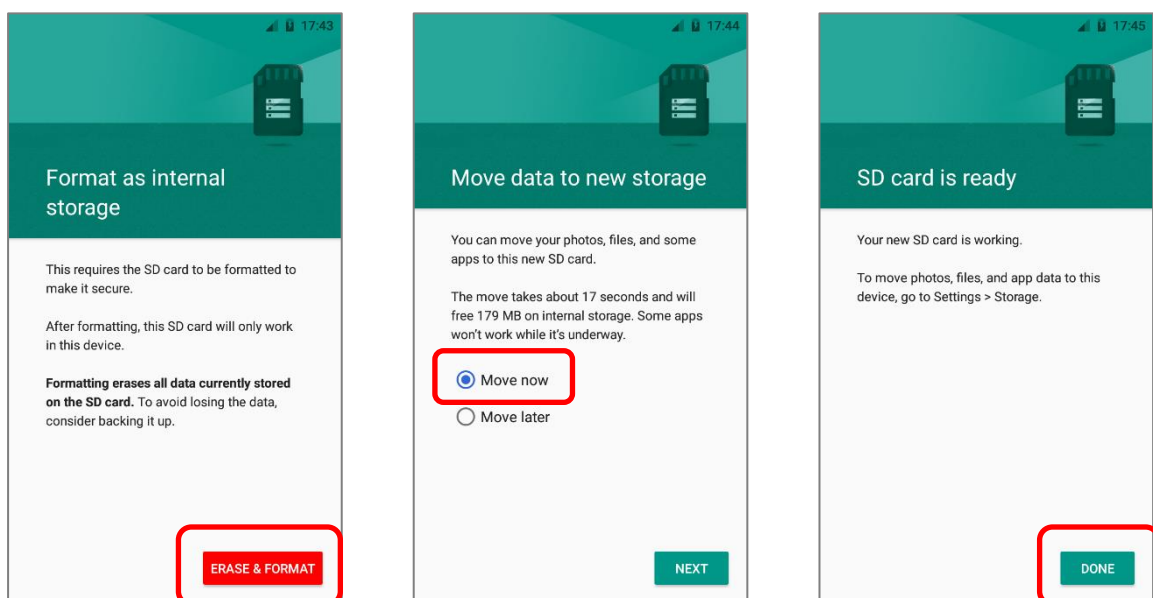 17:43
Format as internal
storage
This requires the SD card to be formatted to
make it secure.
After formatting, this SD card will only work
in this device.
Formatting erases all data currently stored
on the SD card. To avoid losing the data,
consider backing it up.
ERASE & FORMAT
17:44
Move data to new storage
You can move your photos, files, and some
apps to this new SD card.
The move takes about 17 seconds and will
free 179 MB on internal storage. Some apps
won't work while it's underway.
Move now
Move later
NEXT
17:45
SD card is ready
Your new SD card is working.
To move photos, files, and app data to this
device, go to Settings > Storage.
DONE